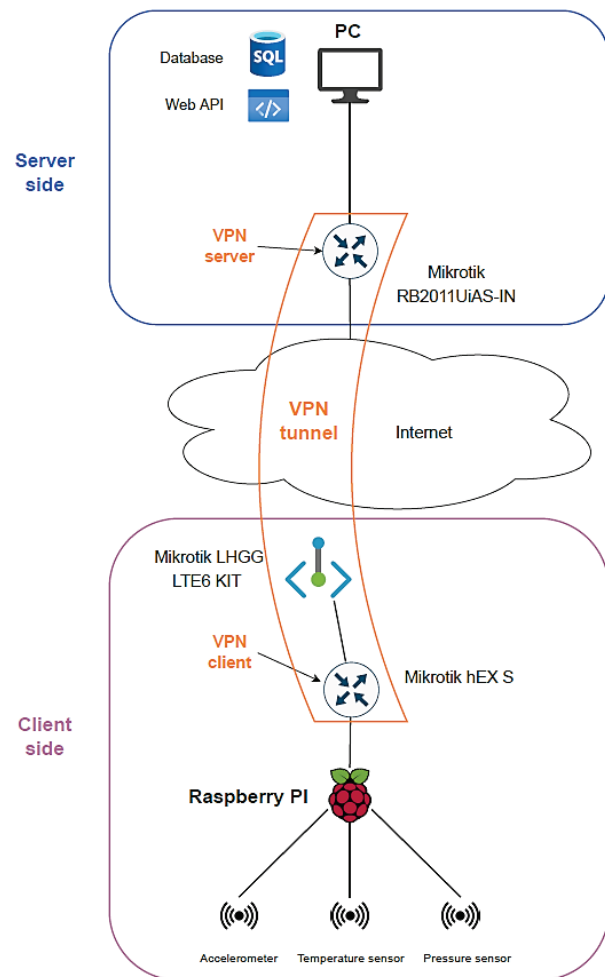 PC
Database
SQL
Web API
</>
Server
side
VPN
server
Mikrotik
RB2011UiAS-IN
VPN
tunnel
Internet
Mikrotik LHGG
LTE6 KIT
VPN
client
Mikrotik hEX S
Client
side
Raspberry PI
Accelerometer
Temperature sensor
Pressure sensor